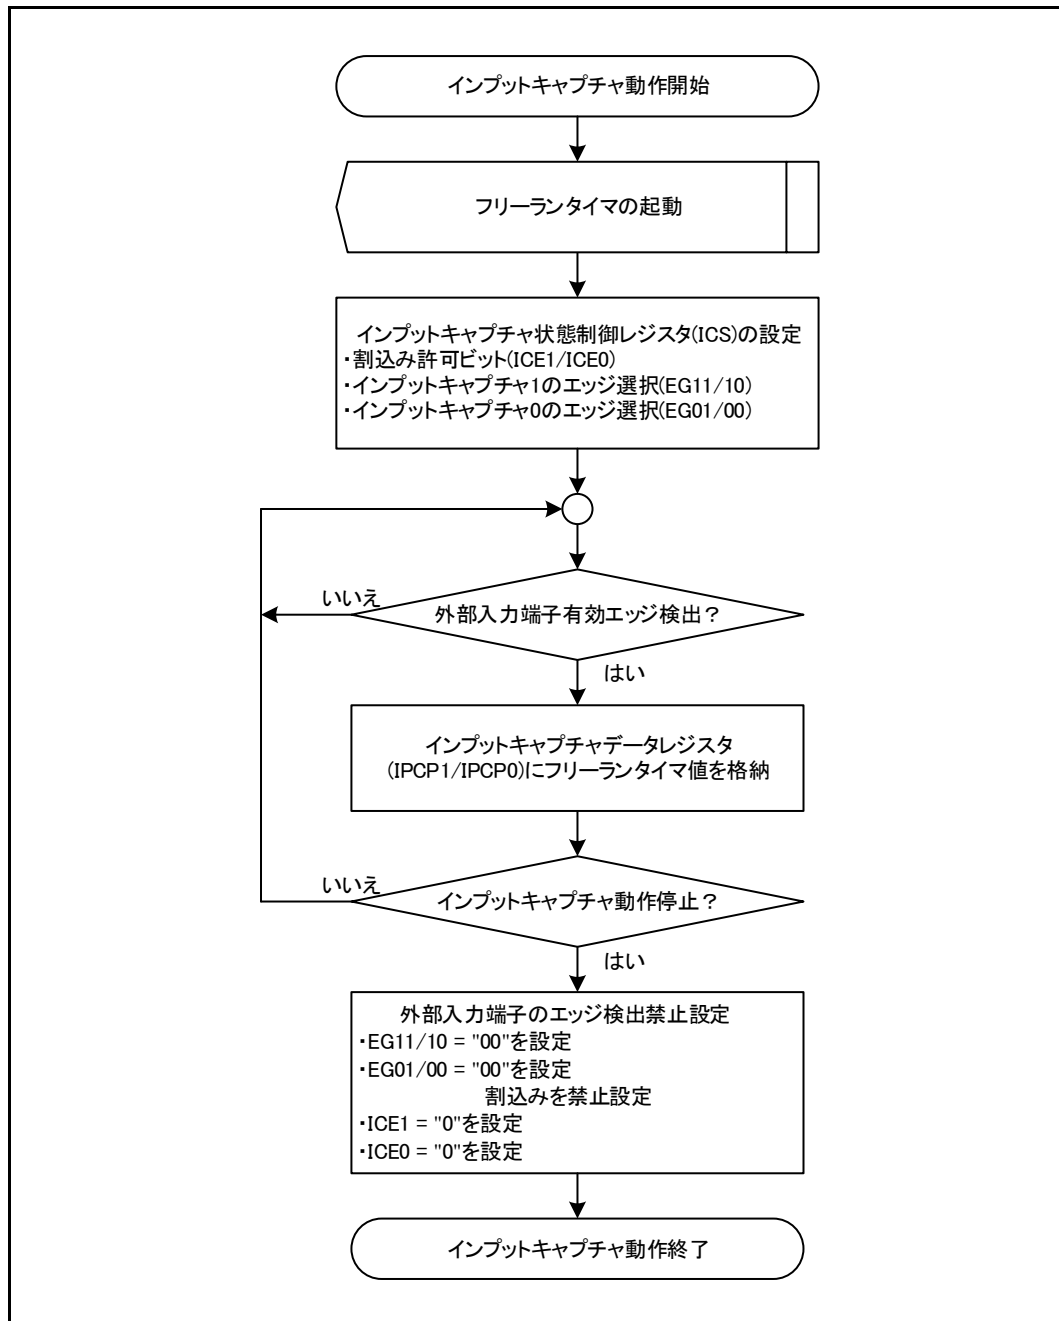 インプットキャプチャ動作開始
フリーランタイマの起動
インプットキャプチャ状態制御レジスタ(ICS)の設定
・割込み許可ビット(ICE1/ICE0)
・インプットキャプチャ1のエッジ選択(EG11/10)
・インプットキャプチャ0のエッジ選択(EG01/00)
いいえ
外部入力端子有効エッジ検出？
はい
インプットキャプチャデータレジスタ
(IPCP1/IPCP0)にフリーランタイマ値を格納
いいえ
インプットキャプチャ動作停止？
はい
外部入力端子のエッジ検出禁止設定
・EG11/10 = "00"を設定
・EG01/00 = "00"を設定
割込みを禁止設定
・ICE1 = "0"を設定
・ICE0 = "0"を設定
インプットキャプチャ動作終了